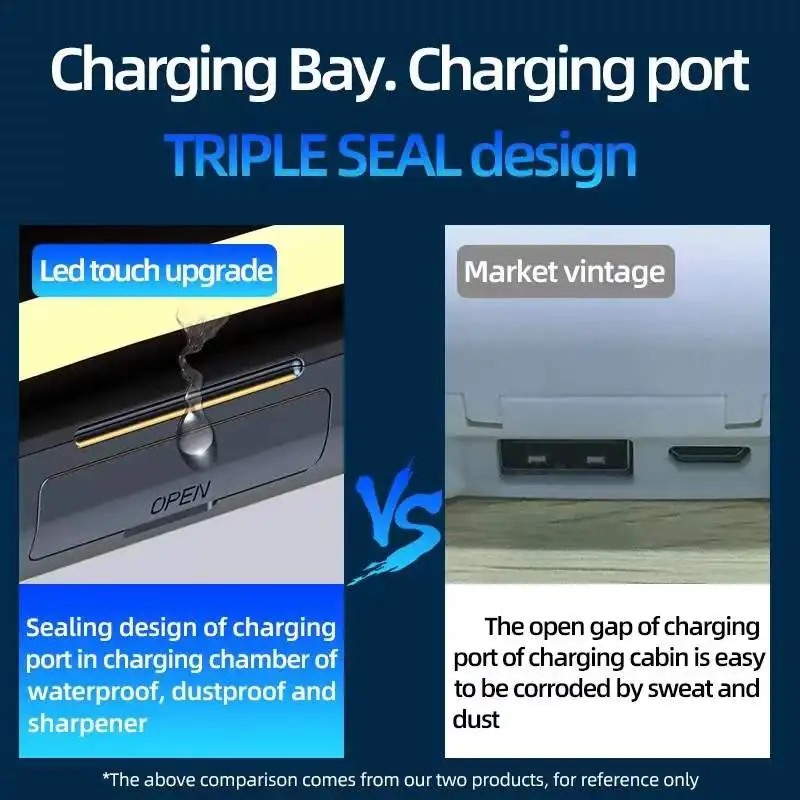 Charging Bay. Charging port
TRIPLE SEAL design
Led touch upgrade
OPEN
Sealing design of charging
port in charging chamber of
waterproof, dustproof and
sharpener
VS
Market vintage
The open gap of charging
port of charging cabin is easy
to be corroded by sweat and
dust
*The above comparison comes from our two products, for reference only